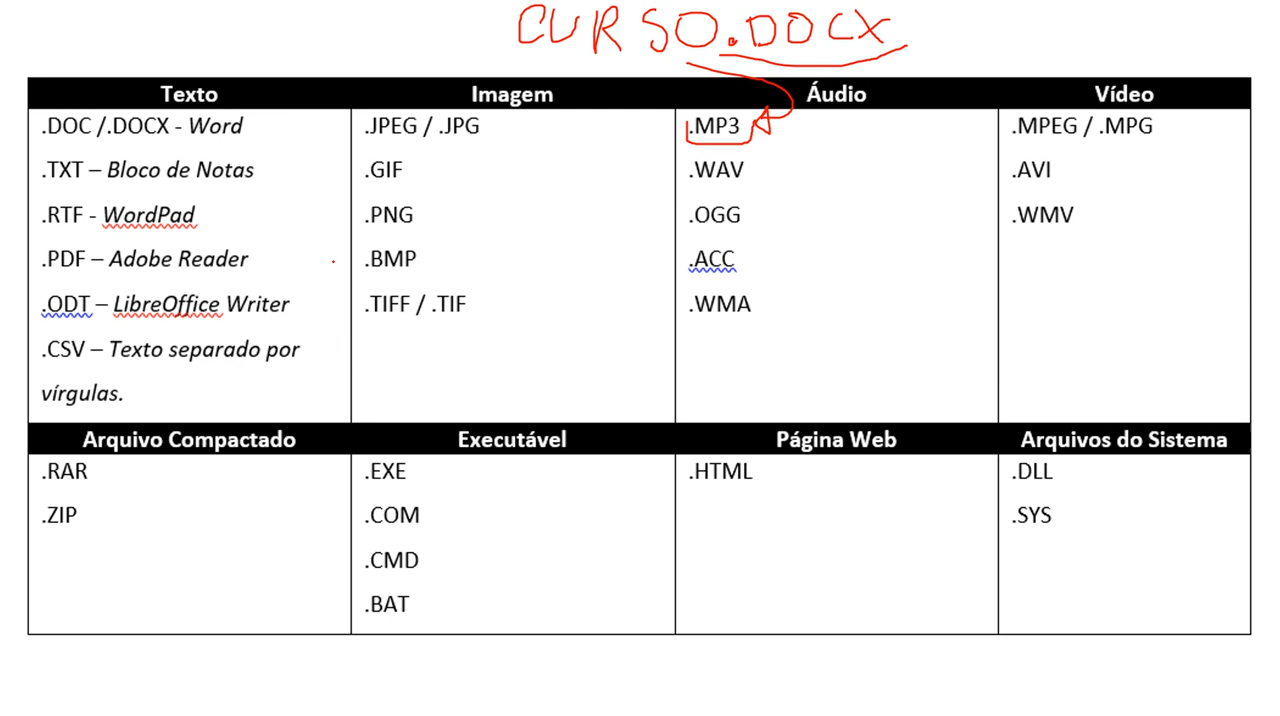 CURSO.DOCX
Texto
Imagem
Áudio
Vídeo
.DOC /.DOCX - Word
.TXT – Bloco de Notas
.RTF - WordPad
.PDF – Adobe Reader
.ODT – LibreOffice Writer
.CSV – Texto separado por
vírgulas.
.JPEG / .JPG
.GIF
.PNG
.BMP
.TIFF / .TIF
.MP3
.WAV
.OGG
.ACC
.WMA
.MPEG / .MPG
.AVI
.WMV
Arquivo Compactado
Executável
Página Web
Arquivos do Sistema
.RAR
.ZIP
.EXE
.COM
.CMD
.BAT
.HTML
.DLL
.SYS